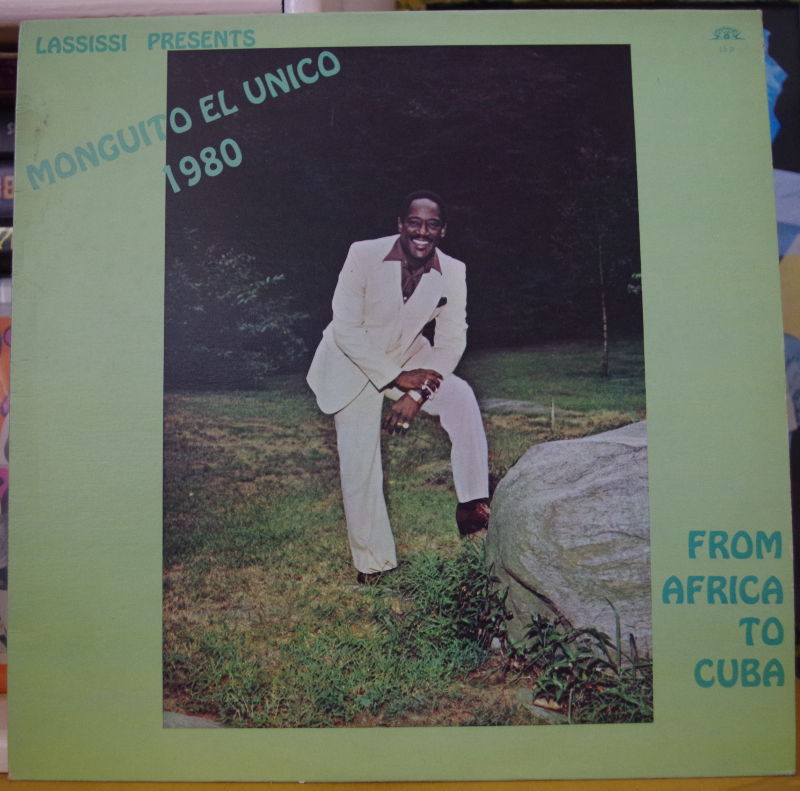 LASSISSI PRESENTS
MONGUITO EL UNICO
1980
FROM
AFRICA
TO
CUBA